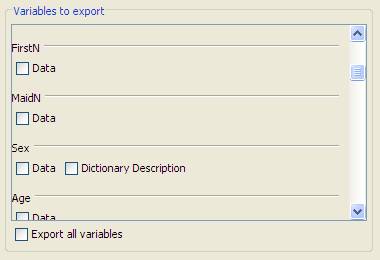 Variables to export
FirstN
Data
MaidN
Data
Sex
Data Dictionary Description
Age
Data
Export all variables